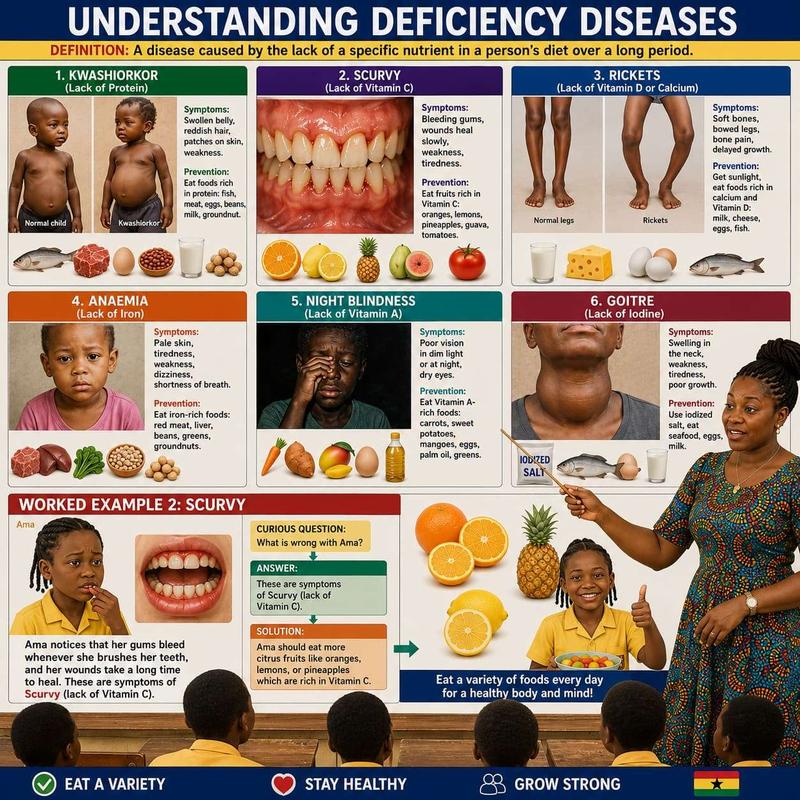 UNDERSTANDING DEFICIENCY DISEASES
DEFINITION: A disease caused by the lack of a specific nutrient in a person's diet over a long period.
1. KWASHIORKOR
(Lack of Protein)
Symptoms:
Swollen belly,
reddish hair,
patches on skin,
weakness.
Prevention:
Eat foods rich
in protein: fish,
meat, eggs, beans,
milk, groundnut.
Normal child
Kwashiorkor
2. SCURVY
(Lack of Vitamin C)
Symptoms:
Bleeding gums,
wounds heal
slowly,
weakness,
tiredness.
Prevention:
Eat fruits rich in
Vitamin C:
oranges, lemons,
pineapples, guava,
tomatoes.
3. RICKETS
(Lack of Vitamin D or Calcium)
Symptoms:
Soft bones,
bowed legs,
bone pain,
delayed growth.
Prevention:
Get sunlight,
eat foods rich in
calcium and
Vitamin D:
milk, cheese,
eggs, fish.
Normal legs
Rickets
4. ANAEMIA
(Lack of Iron)
Symptoms:
Pale skin,
tiredness,
weakness,
dizziness,
shortness of breath.
Prevention:
Eat iron-rich foods:
red meat, liver,
beans, greens,
groundnuts.
5. NIGHT BLINDNESS
(Lack of Vitamin A)
Symptoms:
Poor vision
in dim light
or at night,
dry eyes.
Prevention:
Eat Vitamin A-
rich foods:
carrots, sweet
potatoes,
mangoes, eggs,
palm oil, greens.
6. GOITRE
(Lack of Iodine)
Symptoms:
Swelling in
the neck,
weakness,
tiredness,
poor growth.
Prevention:
Use iodized
salt, eat
seafood, eggs,
milk.
IODIZED
SALT
WORKED EXAMPLE 2: SCURVY
Ama
Ama notices that her gums bleed
whenever she brushes her teeth,
and her wounds take a long time
to heal. These are symptoms of
Scurvy (lack of Vitamin C).
CURIOUS QUESTION:
What is wrong with Ama?
ANSWER:
These are symptoms
of Scurvy (lack of
Vitamin C).
SOLUTION:
Ama should eat more
citrus fruits like oranges,
lemons, or pineapples
which are rich in Vitamin C.
Eat a variety of foods every day
for a healthy body and mind!
EAT A VARIETY
STAY HEALTHY
GROW STRONG